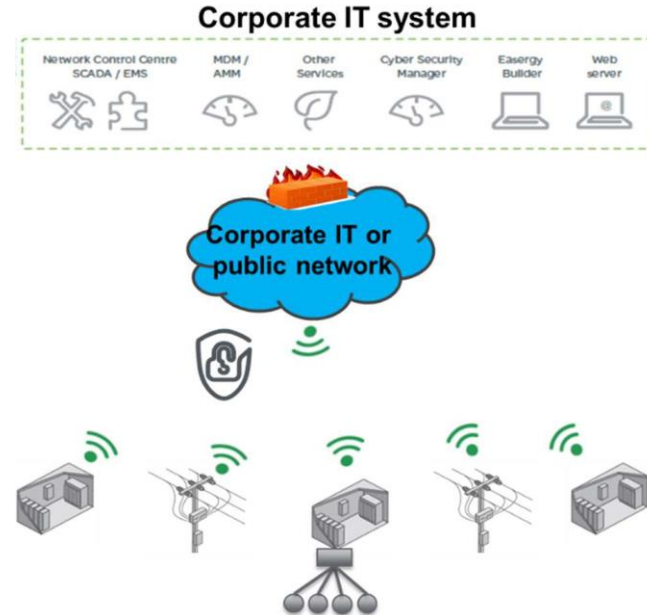 Corporate IT system
Network Control Centre
SCADA / EMS
MDM /
AMM
Other
Services
Cyber Security
Manager
Easergy
Builder
Web
server
@
Corporate IT or
public network